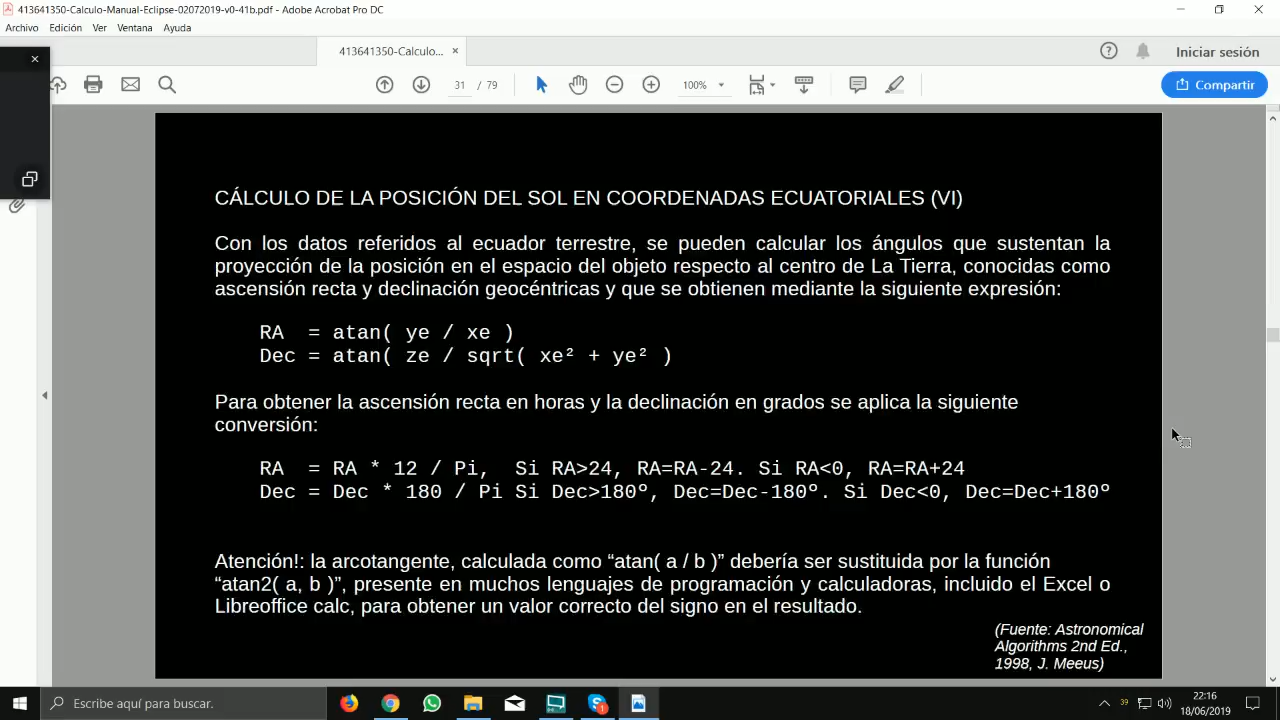 413641350-Calculo-Manual-Eclipse-02072019-v0-41b.pdf - Adobe Acrobat Pro DC
Archivo Edición Ver Ventana Ayuda
413641350-Calculo... ×
Iniciar sesión
31 / 79
100%
Compartir
CÁLCULO DE LA POSICIÓN DEL SOL EN COORDENADAS ECUATORIALES (VI)
Con los datos referidos al ecuador terrestre, se pueden calcular los ángulos que sustentan la
proyección de la posición en el espacio del objeto respecto al centro de La Tierra, conocidas como
ascensión recta y declinación geocéntricas y que se obtienen mediante la siguiente expresión:
RA = atan( ye / xe )
Dec = atan( ze / sqrt( xe² + ye² )
Para obtener la ascensión recta en horas y la declinación en grados se aplica la siguiente
conversión:
RA = RA * 12 / Pi, Si RA>24, RA=RA-24. Si RA<0, RA=RA+24
Dec = Dec * 180 / Pi Si Dec>180º, Dec=Dec-180º. Si Dec<0, Dec=Dec+180º
Atención!: la arcotangente, calculada como “atan( a / b )” debería ser sustituida por la función
“atan2( a, b )”, presente en muchos lenguajes de programación y calculadoras, incluido el Excel o
Libreoffice calc, para obtener un valor correcto del signo en el resultado.
(Fuente: Astronomical
Algorithms 2nd Ed.,
1998, J. Meeus)
Escribe aquí para buscar.
39
22:16
18/06/2019